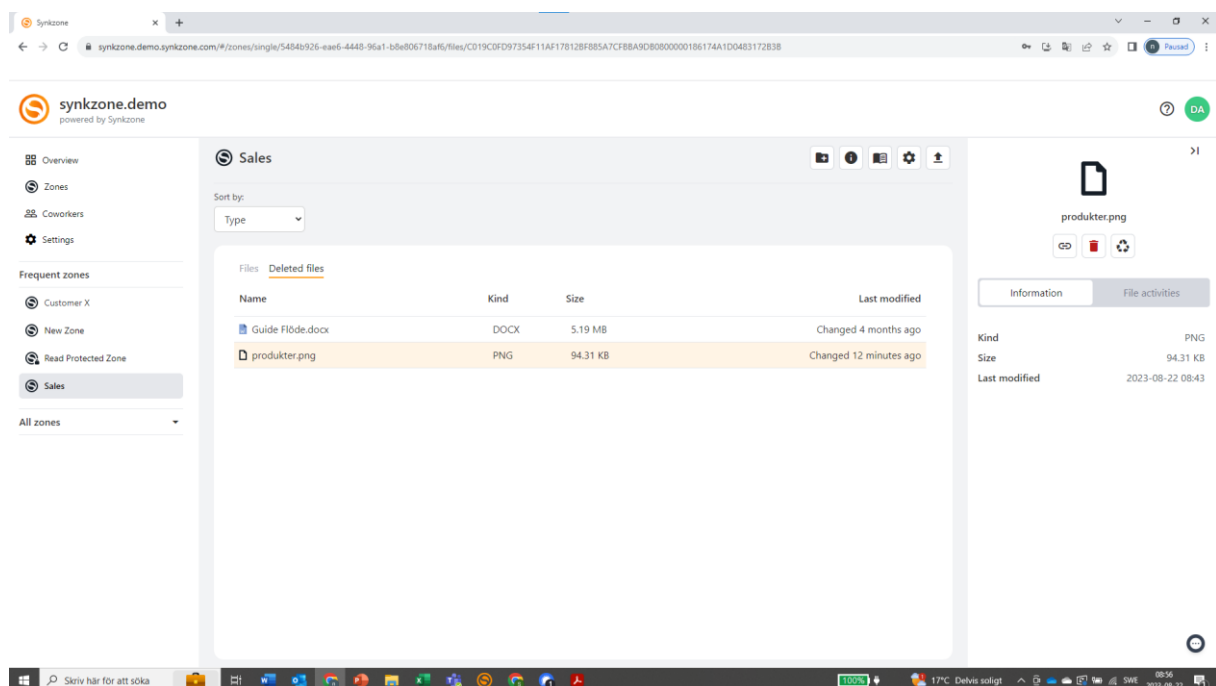 Synkzone
synkzone.demo.synkzone.com/#/zones/single/5484b926-eae6-4448-96a1-b8e806718af6/files/C019C0FD97354F11AF17812BF885A7CFBBA9DB0800000186174A1D0483172B3B
n Pausad
synkzone.demo
powered by Synkzone
DA
Overview
Zones
Coworkers
Settings
Frequent zones
Customer X
New Zone
Read Protected Zone
Sales
All zones
Sales
Sort by:
Type
Files Deleted files
Name Kind Size Last modified
Guide Flöde.docx DOCX 5.19 MB Changed 4 months ago
produkter.png PNG 94.31 KB Changed 12 minutes ago
produkter.png
Information File activities
Kind PNG
Size 94.31 KB
Last modified 2023-08-22 08:43
Skriv här för att söka
100%
17°C Delvis soligt
SWE
08:56
2023-08-22